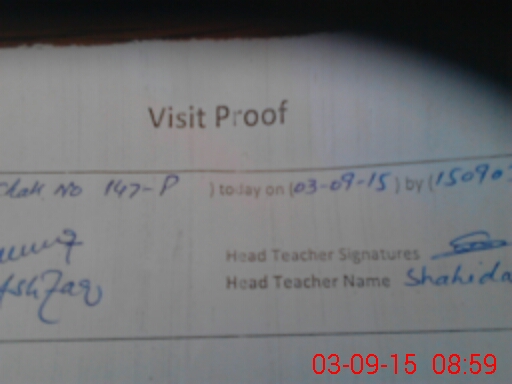 Visit Proof
Chak No 147-P ) today on (03-09-15) by (15090
Head Teacher Signatures
Head Teacher Name Shahida
03-09-15 08:59